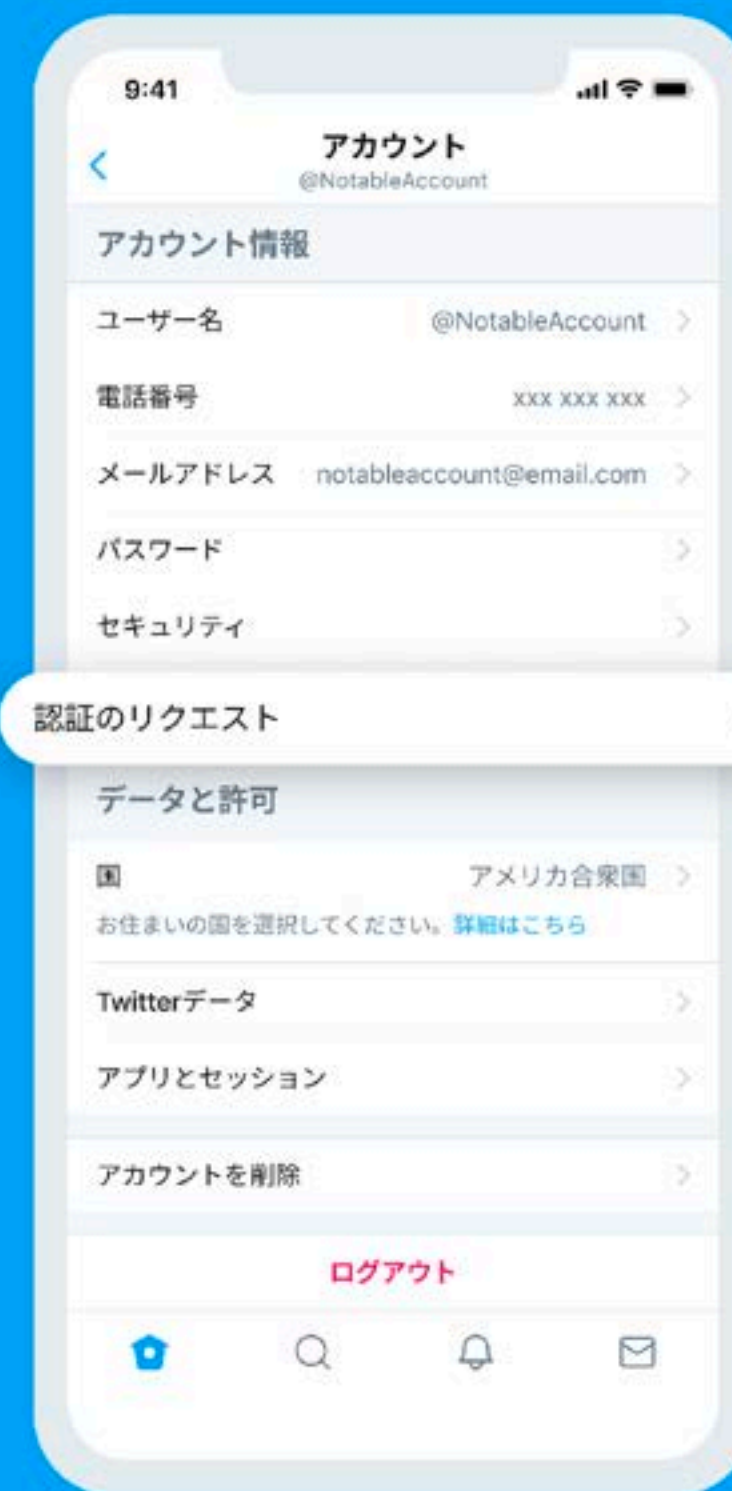 9:41
アカウント
@NotableAccount
アカウント情報
ユーザー名 @NotableAccount
電話番号 xxx xxx xxx
メールアドレス notableaccount@email.com
パスワード
セキュリティ
認証のリクエスト
データと許可
国 アメリカ合衆国
お住まいの国を選択してください。詳細はこちら
Twitterデータ
アプリとセッション
アカウントを削除
ログアウト